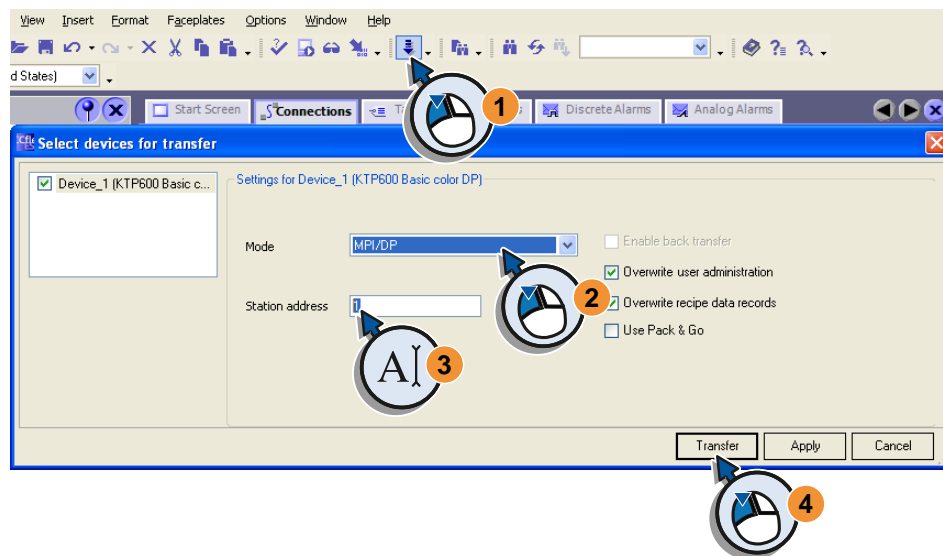 View Insert Format Faceplates Options Window Help
d States)
Start Screen Connections Discrete Alarms Analog Alarms
1
Select devices for transfer
Device_1 (KTP600 Basic c...
Settings for Device_1 (KTP600 Basic color DP)
Mode MPI/DP
Enable back transfer
Overwrite user administration
2
Station address 1
Overwrite recipe data records
Use Pack & Go
A
3
Transfer Apply Cancel
4